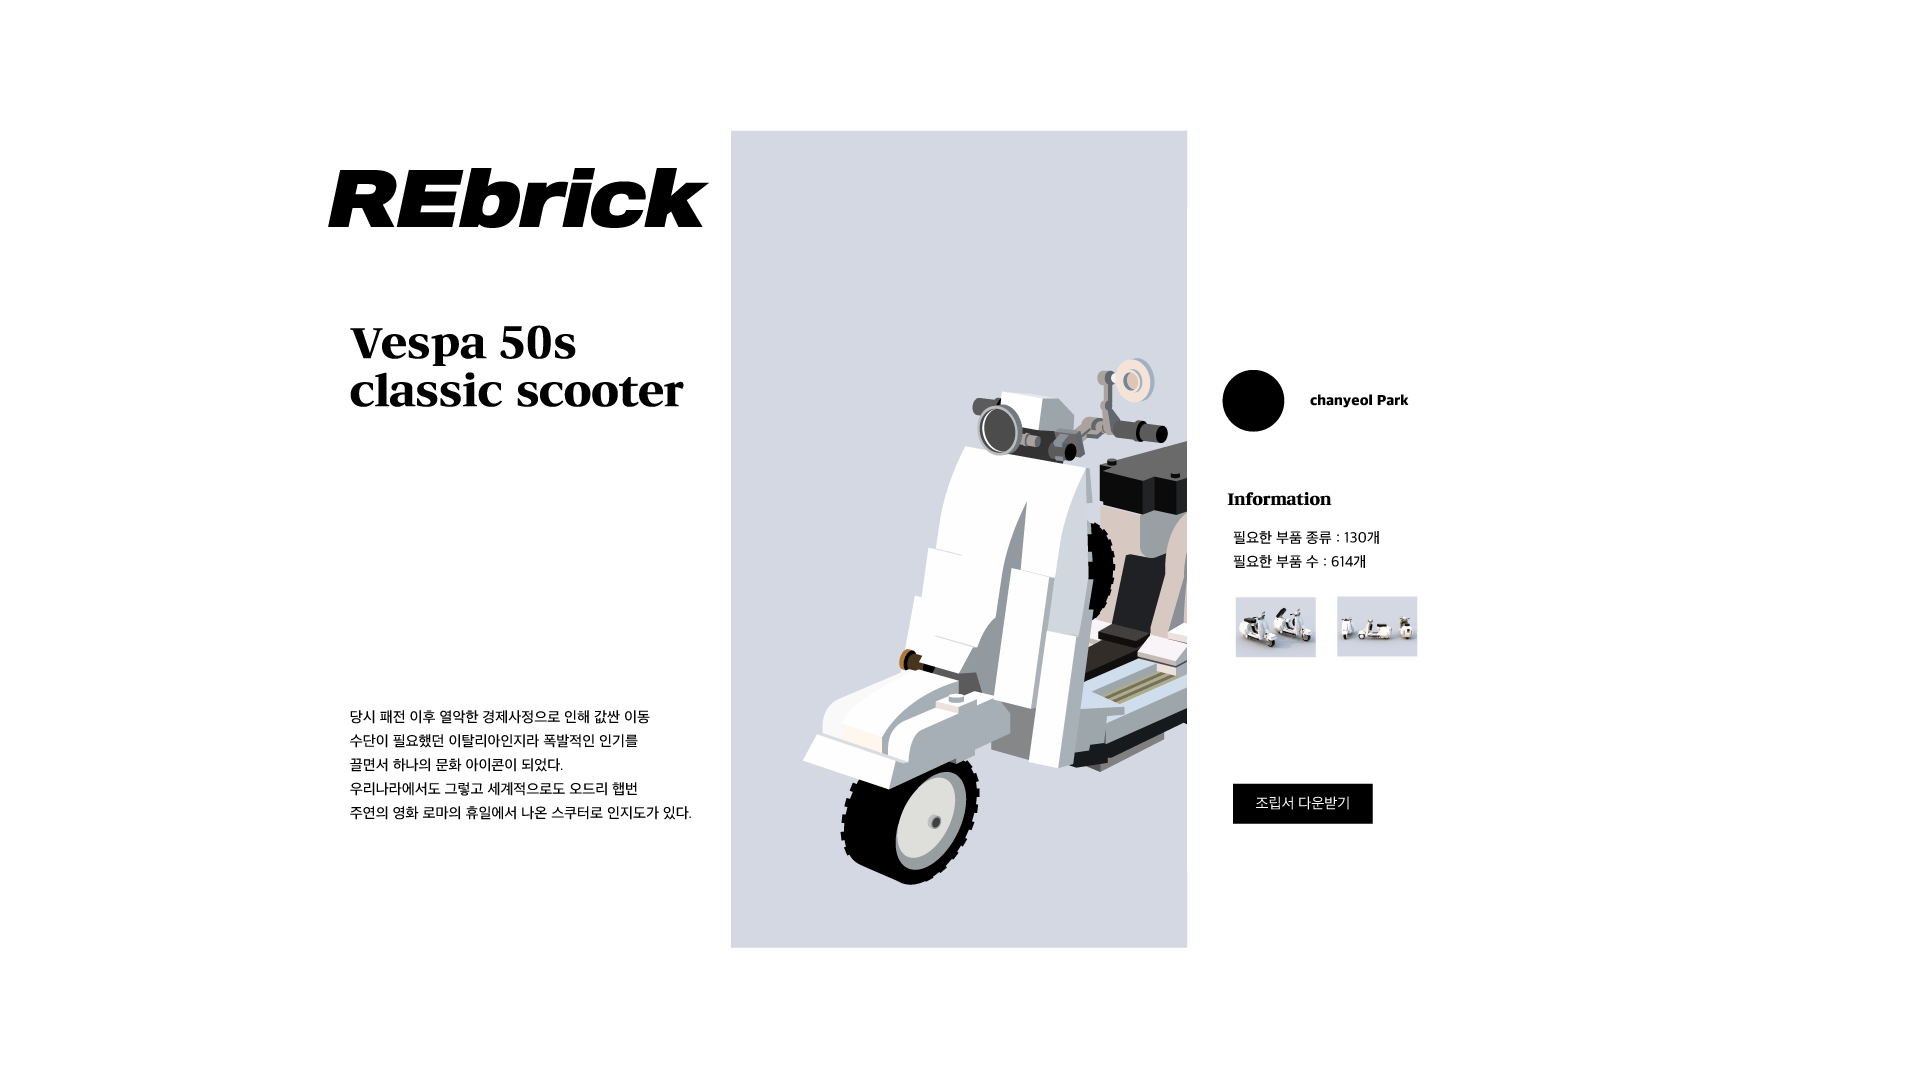 REbrick
Vespa 50s
classic scooter
당시 패전 이후 열악한 경제사정으로 인해 값싼 이동
수단이 필요했던 이탈리아인지라 폭발적인 인기를
끌면서 하나의 문화 아이콘이 되었다.
우리나라에서도 그렇고 세계적으로도 오드리 햅번
주연의 영화 로마의 휴일에서 나온 스쿠터로 인지도가 있다.
chanyeol Park
Information
필요한 부품 종류 : 130개
필요한 부품 수 : 614개
조립서 다운받기